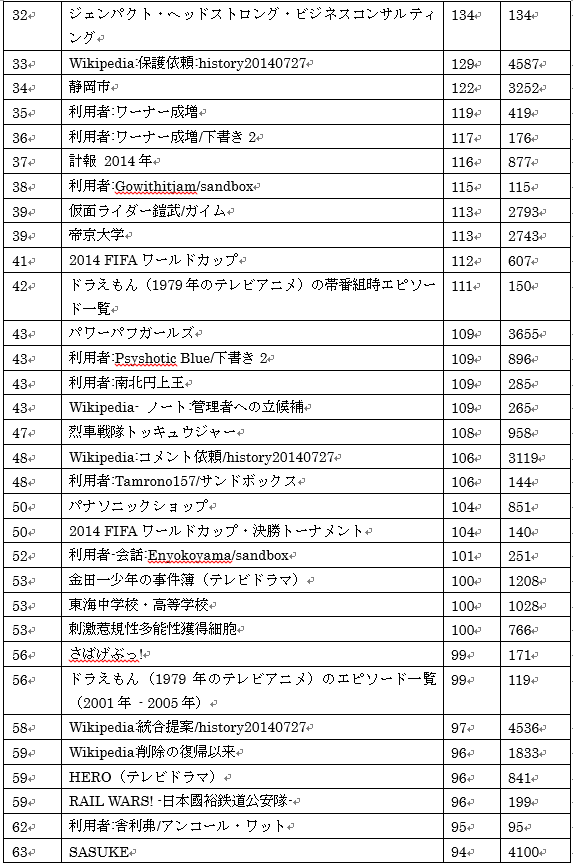 32 ジェンパクト・ヘッドストロング・ビジネスコンサルティ 134 134
ング
33 Wikipedia:保護依頼:history20140727 129 4587
34 静岡市 122 3252
35 利用者:ワーナー成増 119 419
36 利用者:ワーナー成増/下書き 2 117 176
37 訃報 2014 年 116 877
38 利用者:Gowithitjam/sandbox 115 115
39 仮面ライダー鎧武/ガイム 113 2793
39 帝京大学 113 2743
41 2014 FIFA ワールドカップ 112 607
42 ドラえもん（1979 年のテレビアニメ）の帯番組時エピソー 111 150
ド一覧
43 パワーパフガールズ 109 3655
43 利用者:Psyshotic Blue/下書き 2 109 896
43 利用者:南北円上王 109 285
43 Wikipedia- ノート:管理者への立候補 109 265
47 烈車戦隊トッキュウジャー 108 958
48 Wikipedia:コメント依頼/history20140727 106 3119
48 利用者:Tamrono157/サンドボックス 106 144
50 パナソニックショップ 104 851
50 2014 FIFA ワールドカップ・決勝トーナメント 104 140
52 利用者-会話:Enyokoyama/sandbox 101 251
53 金田一少年の事件簿（テレビドラマ） 100 1208
53 東海中学校・高等学校 100 1028
53 刺激惹規性多能性獲得細胞 100 766
56 さばげぶっ! 99 171
56 ドラえもん（1979 年のテレビアニメ）のエピソード一覧 99 119
（2001 年 - 2005 年）
58 Wikipedia:統合提案/history20140727 97 4536
59 Wikipedia:削除の復帰以来 96 1833
59 HERO（テレビドラマ） 96 841
59 RAIL WARS! -日本國裕鉄道公安隊- 96 199
62 利用者:舎利弗/アンコール・ワット 95 95
63 SASUKE 94 4100